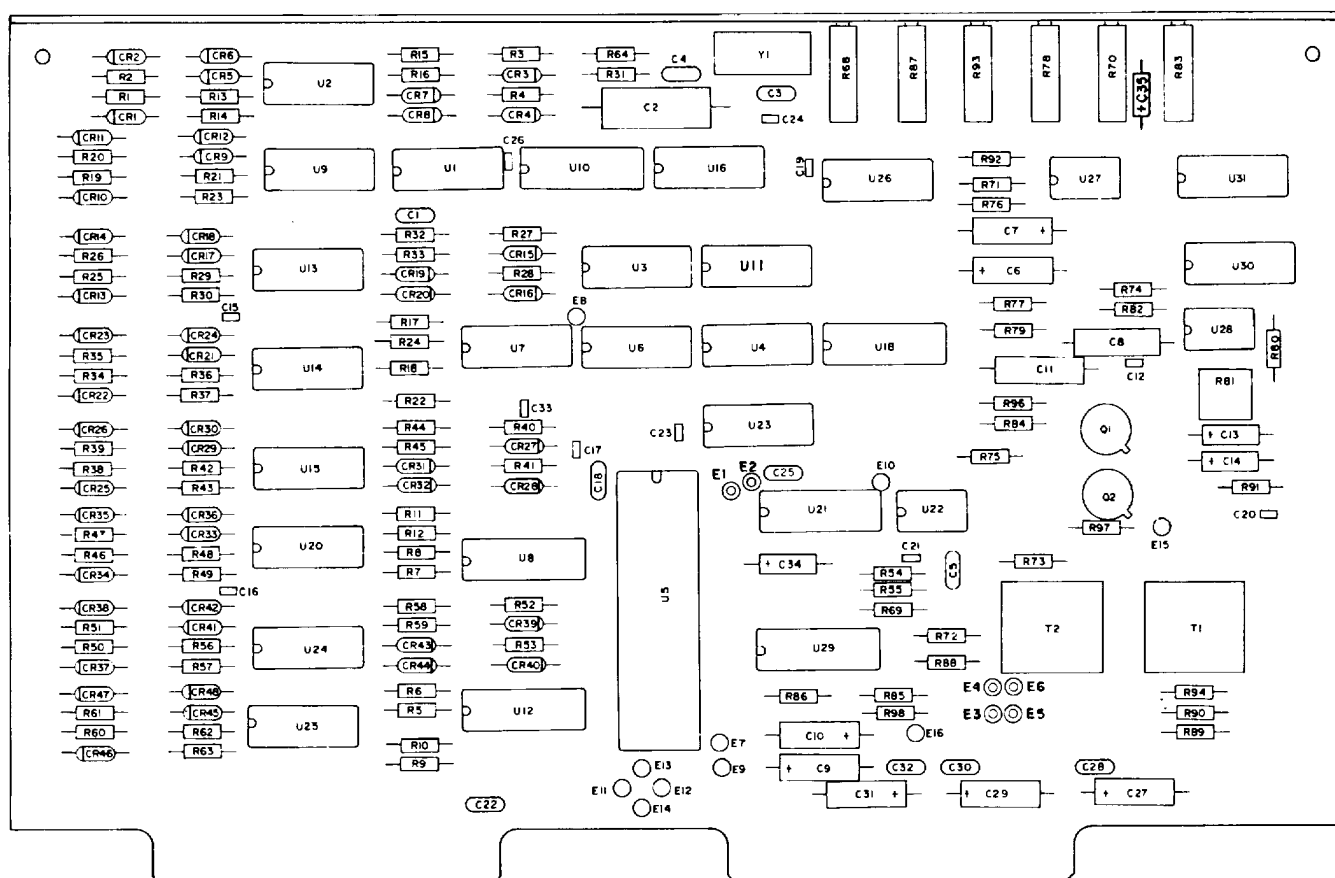 CR2 CR6 R15 R3 R64 C4 Y1 R68 R87 R93 R78 R70 +C35 R83
R2 CR5 U2 R16 CR3 R31
R1 R13 CR7 R4 C2 C3
CR1 R14 CR8 CR4 C24
CR11 CR12 C26
R20 CR9 U9 U1 U10 U16 C19 U26 R92 U27 U31
R19 R21 R71
CR10 R23 R76
C1
CR14 CR18 R32 R27 C7 +
R26 CR17 U13 R33 CR15 U3 U11 U30
R25 R29 CR19 R28 + C6
CR13 R30 CR20 CR16 R74
C15 E8 R77 R82
CR23 CR24 R17 R79 U28
R35 CR21 R24 U7 U6 U4 U18 C8 R80
R34 R36 U14 R18 C11 C12
CR22 R37 R22 C33 R96 R81
CR26 CR30 R44 R40 C23 U23 R84 Q1 + C13
R39 CR29 R45 CR27 C17 R75 + C14
R38 R42 U15 CR31 R41 C18 E1 E2 C25 E10
CR25 R43 CR32 CR28 Q2 R91
CR35 CR36 R11 U21 U22 C20
R47 CR33 R12 R97 E15
R46 R48 U20 R8 U8 C21
CR34 R49 R7 + C34 R54 C5 R73
C16 U5 R55
CR38 CR42 R58 R52 R69
R51 CR41 R59 CR39 T2 T1
R50 R56 U24 CR43 R53 U29 R72
CR37 R57 CR44 CR40 R88
CR47 CR48 R6 R86 R85 E4 E6 R94
R61 CR45 R5 U12 R98 E3 E5 R90
R60 R62 U25 E16 R89
CR46 R63 R10 E7 C10 +
R9 E13 E9 + C9 C32 C30 C28
E11 E12 C31 + + C29 + C27
C22 E14